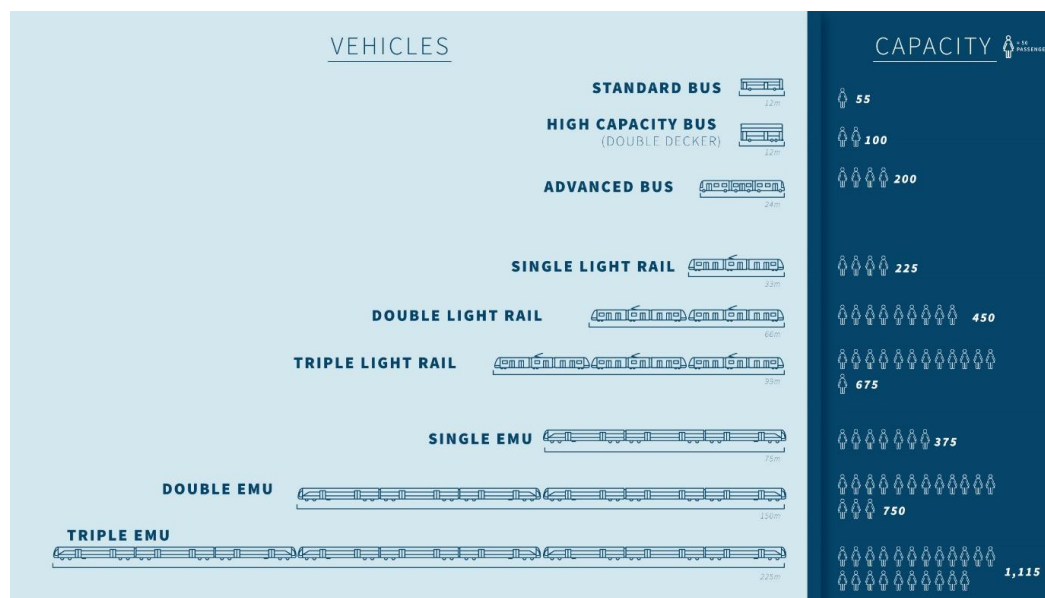 VEHICLES
CAPACITY
= 50
PASSENGE
STANDARD BUS
12m
55
HIGH CAPACITY BUS
(DOUBLE DECKER)
12m
100
ADVANCED BUS
24m
200
SINGLE LIGHT RAIL
33m
225
DOUBLE LIGHT RAIL
66m
450
TRIPLE LIGHT RAIL
99m
675
SINGLE EMU
75m
375
DOUBLE EMU
150m
750
TRIPLE EMU
225m
1,115